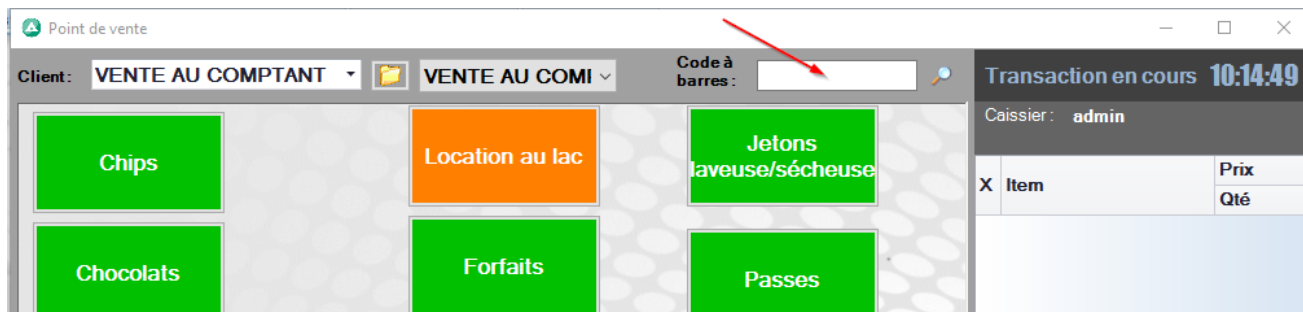 Point de vente
Client: VENTE AU COMPTANT VENTE AU COMI Code à barres: Transaction en cours 10:14:49
Caissier: admin
Chips
Location au lac
Jetons
laveuse/sécheuse
X Item Prix
Qté
Chocolats
Forfaits
Passes